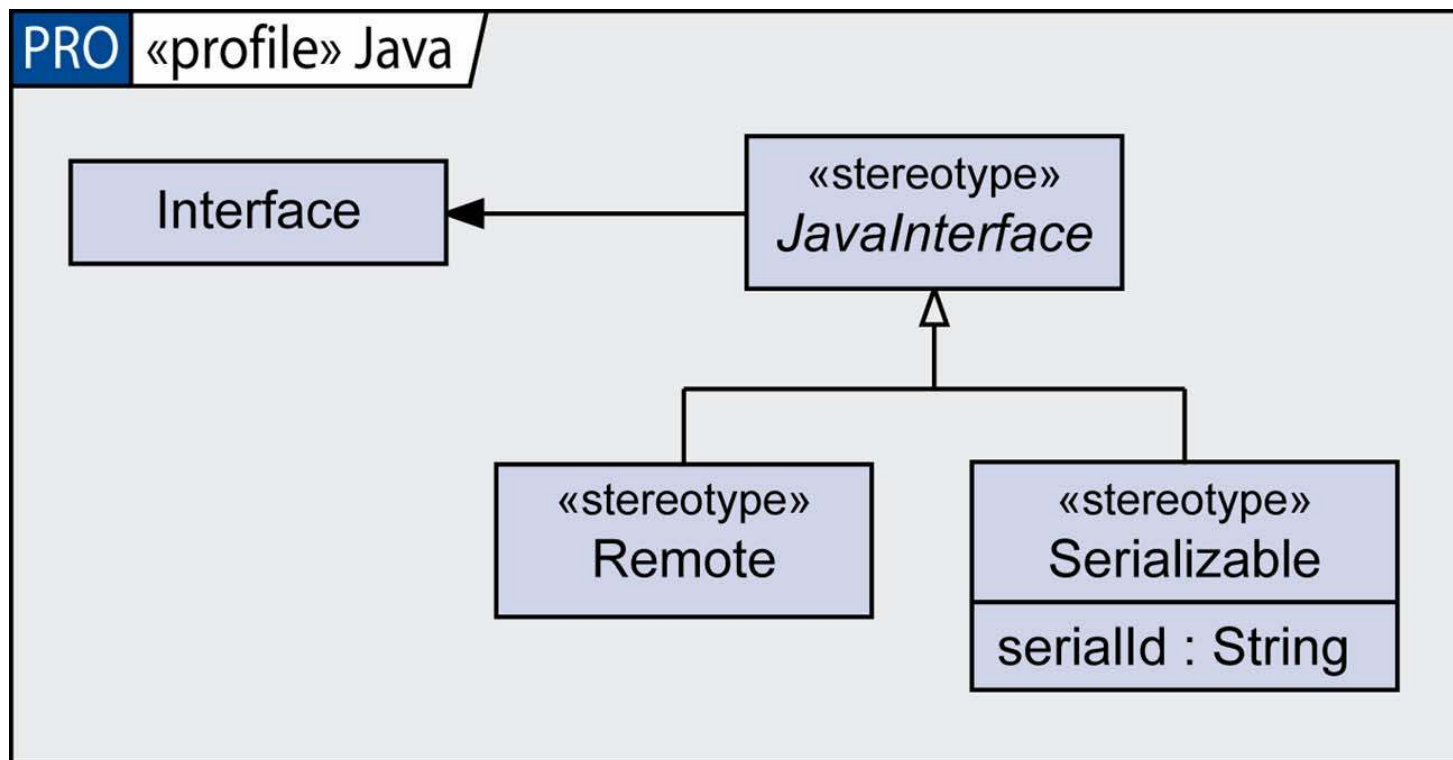 PRO «profile» Java
Interface
«stereotype»
JavaInterface
«stereotype»
Remote
«stereotype»
Serializable
serialId : String